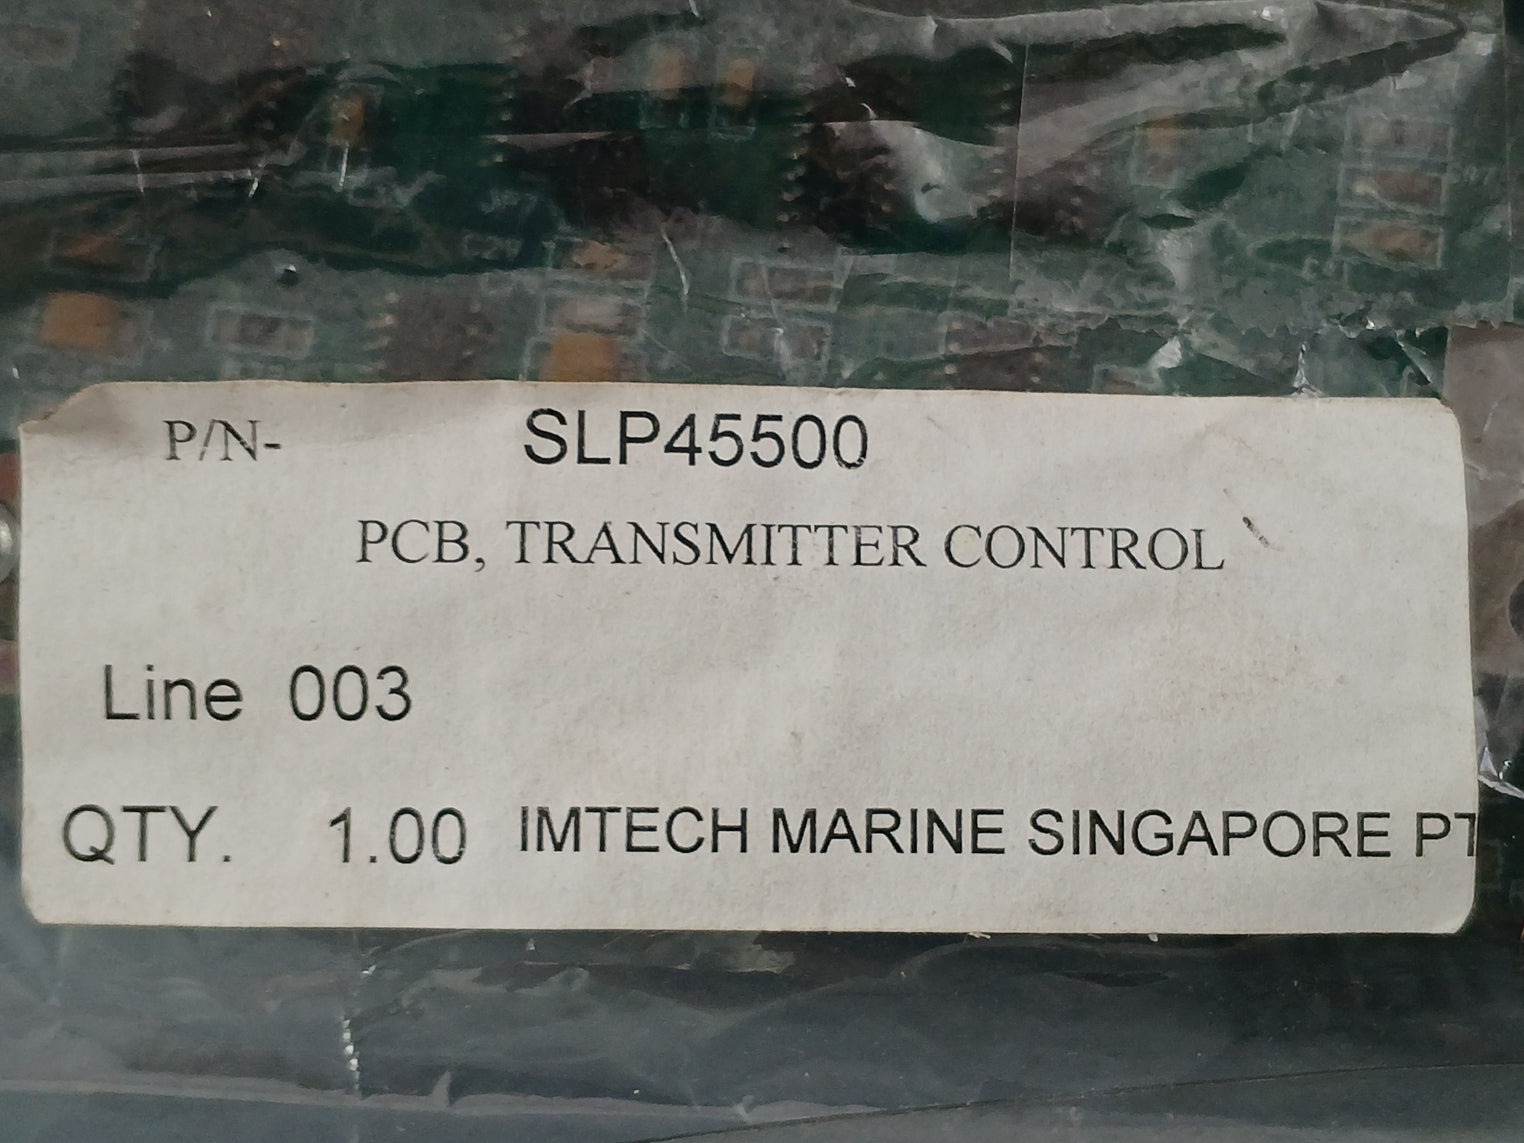 P/N- SLP45500
PCB, TRANSMITTER CONTROL
Line 003
QTY. 1.00 IMTECH MARINE SINGAPORE PT